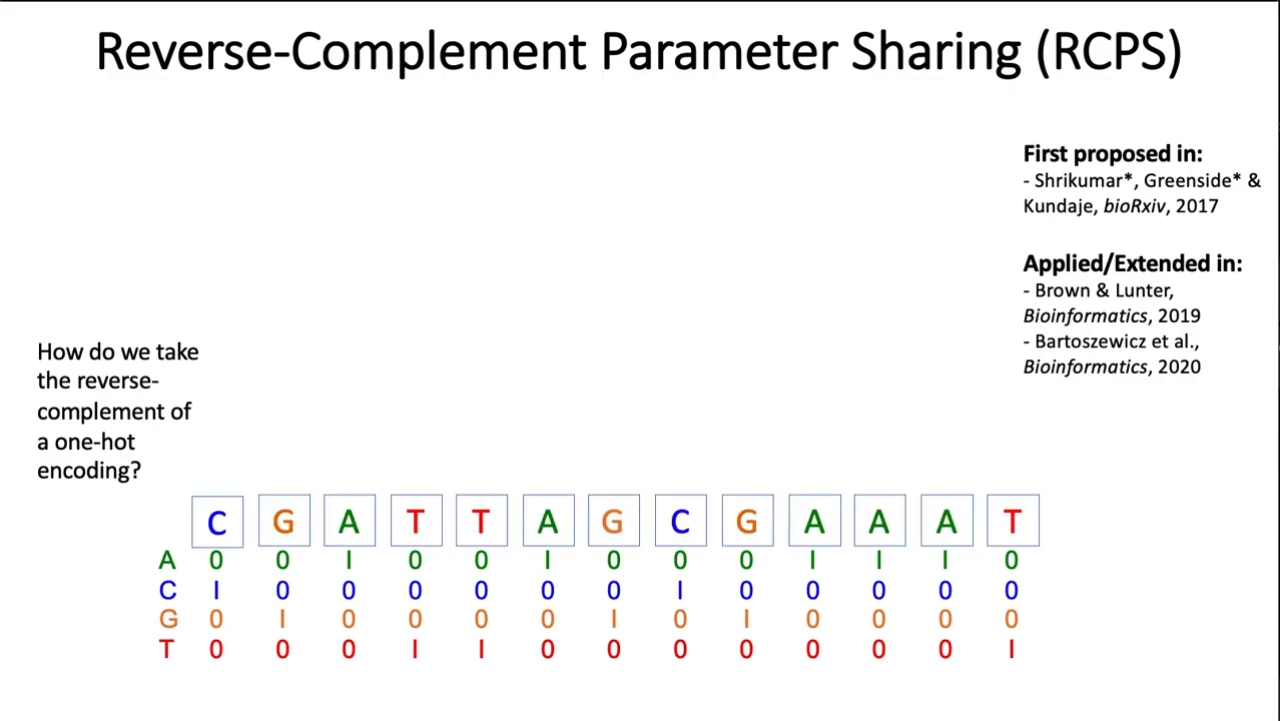 Reverse-Complement Parameter Sharing (RCPS)
First proposed in:
- Shrikumar*, Greenside* &
Kundaje, bioRxiv, 2017
Applied/Extended in:
- Brown & Lunter,
Bioinformatics, 2019
- Bartoszewicz et al.,
Bioinformatics, 2020
How do we take
the reverse-
complement of
a one-hot
encoding?
C G A T T A G C G A A A T
A 0 0 1 0 0 1 0 0 0 1 1 1 0
C 1 0 0 0 0 0 0 1 0 0 0 0 0
G 0 1 0 0 0 0 1 0 1 0 0 0 0
T 0 0 0 1 1 0 0 0 0 0 0 0 1